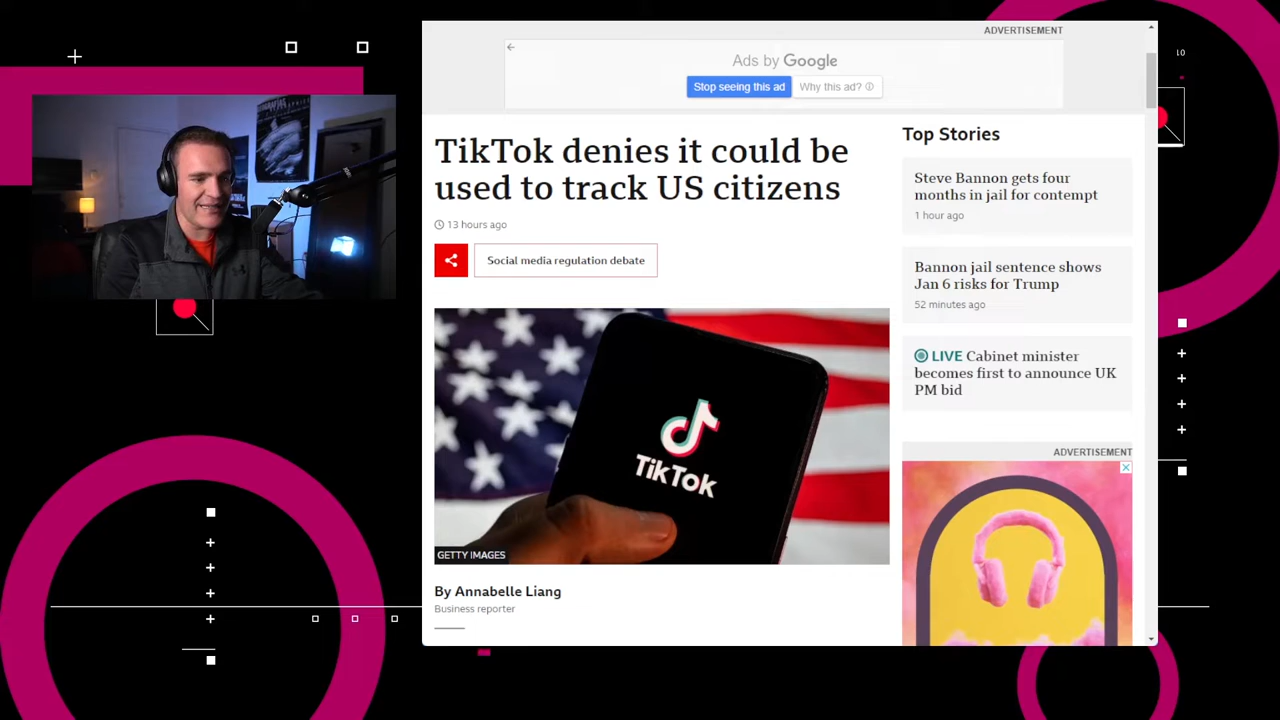 ADVERTISEMENT
Ads by Google
Stop seeing this ad
Why this ad?
TikTok denies it could be
used to track US citizens
13 hours ago
Social media regulation debate
TikTok
GETTY IMAGES
By Annabelle Liang
Business reporter
Top Stories
Steve Bannon gets four
months in jail for contempt
1 hour ago
Bannon jail sentence shows
Jan 6 risks for Trump
52 minutes ago
LIVE Cabinet minister
becomes first to announce UK
PM bid
ADVERTISEMENT